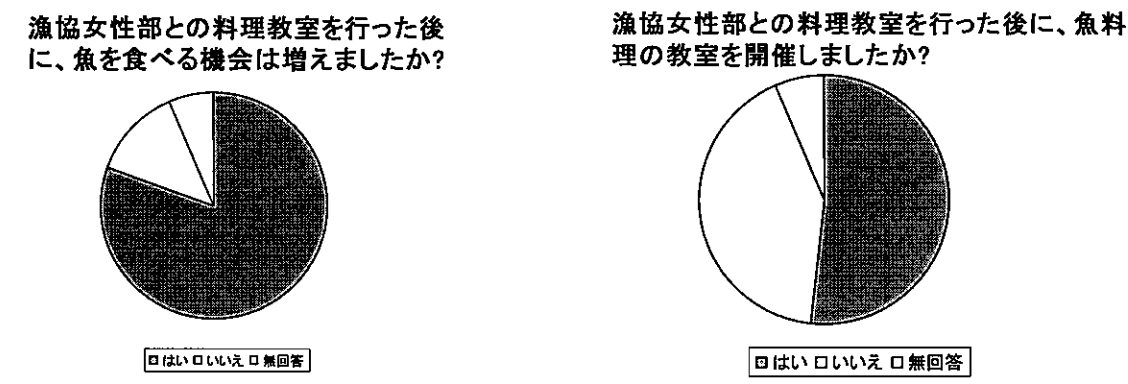 漁協女性部との料理教室を行った後
に、魚を食べる機会は増えましたか?
はい いいえ 無回答
漁協女性部との料理教室を行った後に、魚料
理の教室を開催しましたか?
はい いいえ 無回答